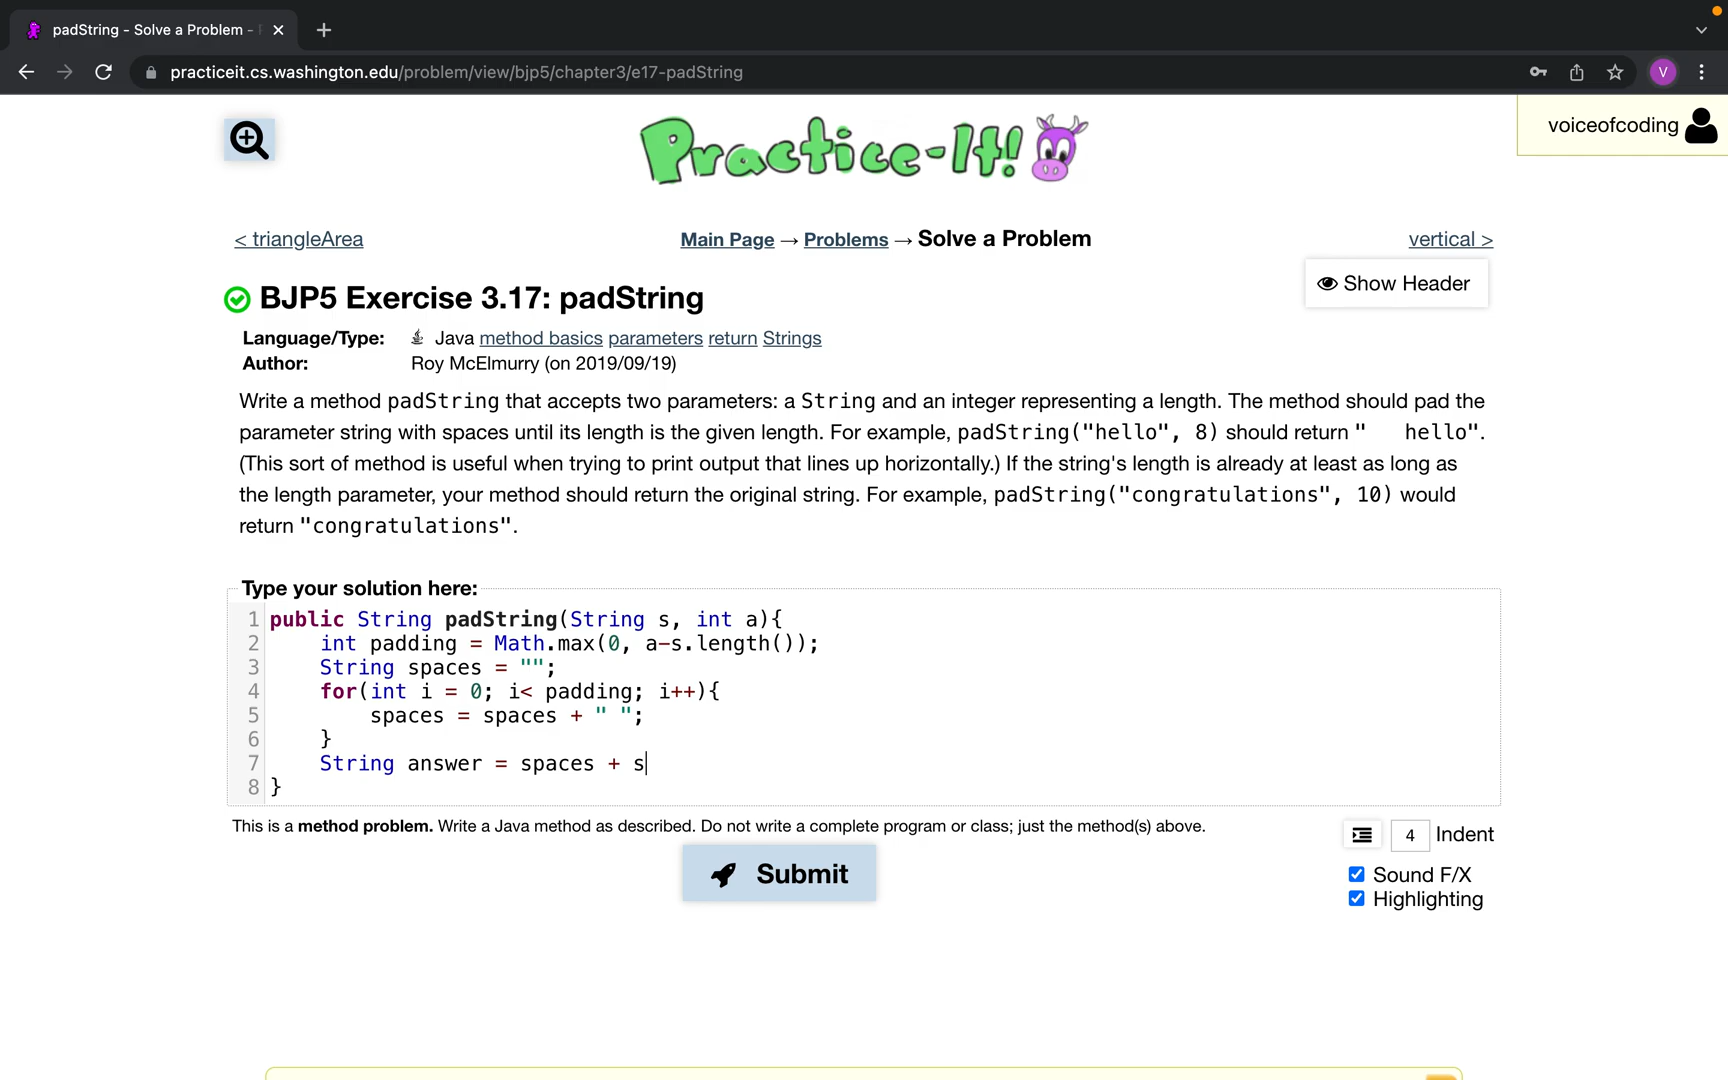 padString - Solve a Problem -
practiceit.cs.washington.edu/problem/view/bjp5/chapter3/e17-padString
V
Practice-It!
voiceofcoding
< triangleArea
Main Page → Problems → Solve a Problem
vertical >
Show Header
BJP5 Exercise 3.17: padString
Language/Type: Java method basics parameters return Strings
Author: Roy McElmurry (on 2019/09/19)
Write a method padString that accepts two parameters: a String and an integer representing a length. The method should pad the
parameter string with spaces until its length is the given length. For example, padString("hello", 8) should return "   hello".
(This sort of method is useful when trying to print output that lines up horizontally.) If the string's length is already at least as long as
the length parameter, your method should return the original string. For example, padString("congratulations", 10) would
return "congratulations".
Type your solution here:
1 public String padString(String s, int a){
2     int padding = Math.max(0, a-s.length());
3     String spaces = "";
4     for(int i = 0; i< padding; i++){
5         spaces = spaces + " ";
6     }
7     String answer = spaces + s
8 }
This is a method problem. Write a Java method as described. Do not write a complete program or class; just the method(s) above.
4 Indent
Submit
Sound F/X
Highlighting